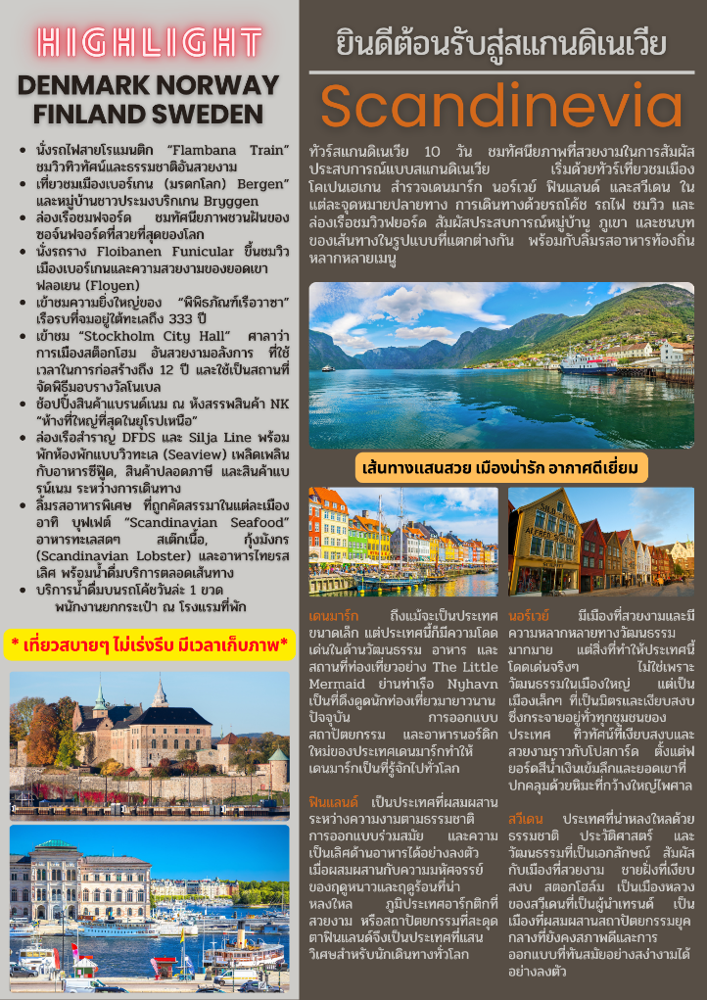 HIGHLIGHT
DENMARK NORWAY
FINLAND SWEDEN
• นั่งรถไฟสายโรแมนติก “Flambana Train”
ชมวิวทิวทัศน์และธรรมชาติอันสวยงาม
• เที่ยวชมเมืองเบอร์เกน (มรดกโลก) Bergen”
และหมู่บ้านชาวประมงบริกเกน Bryggen
• ล่องเรือชมฟจอร์ด ชมทัศนียภาพชวนฝันของ
ซอจ์นฟจอร์ดที่สวยที่สุดของโลก
• นั่งรถราง Floibanen Funicular ขึ้นชมวิว
เมืองเบอร์เกนและความสวยงามของยอดเขา
ฟลอเยน (Floyen)
• เข้าชมความยิ่งใหญ่ของ “พิพิธภัณฑ์เรือวาซา”
เรือรบที่จมอยู่ใต้ทะเลถึง 333 ปี
• เข้าชม “Stockholm City Hall” ศาลาว่า
การเมืองสต็อกโฮม อันสวยงามอลังการ ที่ใช้
เวลาในการก่อสร้างถึง 12 ปี และใช้เป็นสถานที่
จัดพิธีมอบรางวัลโนเบล
• ช้อปปิ้งสินค้าแบรนด์เนม ณ ห้างสรรพสินค้า NK
“ห้างที่ใหญ่ที่สุดในยุโรปเหนือ”
• ล่องเรือสำราญ DFDS และ Silja Line พร้อม
พักห้องพักแบบวิวทะเล (Seaview) เพลิดเพลิน
กับอาหารซีฟู๊ด, สินค้าปลอดภาษี และสินค้าแบ
รน์เนม ระหว่างการเดินทาง
• ลิ้มรสอาหารพิเศษ ที่ถูกคัดสรรมาในแต่ละเมือง
อาทิ บุฟเฟต์ “Scandinavian Seafood”
อาหารทะเลสดๆ สเต๊กเนื้อ, กุ้งมังกร
(Scandinavian Lobster) และอาหารไทยรส
เลิศ พร้อมน้ำดื่มบริการตลอดเส้นทาง
• บริการน้ำดื่มบนรถโค้ชวันล่ะ 1 ขวด
พนักงานยกกระเป๋า ณ โรงแรมที่พัก
* เที่ยวสบายๆ ไม่เร่งรีบ มีเวลาเก็บภาพ*
ยินดีต้อนรับสู่สแกนดิเนเวีย
Scandinevia
ทัวร์สแกนดิเนเวีย 10 วัน ชมทัศนียภาพที่สวยงามในการสัมผัส
ประสบการณ์แบบสแกนดิเนเวีย เริ่มด้วยทัวร์เที่ยวชมเมือง
โคเปนเฮเกน สำรวจเดนมาร์ก นอร์เวย์ ฟินแลนด์ และสวีเดน ใน
แต่ละจุดหมายปลายทาง การเดินทางด้วยรถโค้ช รถไฟ ชมวิว และ
ล่องเรือชมวิวฟยอร์ด สัมผัสประสบการณ์หมู่บ้าน ภูเขา และชนบท
ของเส้นทางในรูปแบบที่แตกต่างกัน พร้อมกับลิ้มรสอาหารท้องถิ่น
หลากหลายเมนู
เส้นทางแสนสวย เมืองน่ารัก อากาศดีเยี่ยม
เดนมาร์ก ถึงแม้จะเป็นประเทศ
ขนาดเล็ก แต่ประเทศนี้ก็มีความโดด
เด่นในด้านวัฒนธรรม อาหาร และ
สถานที่ท่องเที่ยวอย่าง The Little
Mermaid ย่านท่าเรือ Nyhavn
เป็นที่ดึงดูดนักท่องเที่ยวมายาวนาน
ปัจจุบัน การออกแบบ
สถาปัตยกรรม และอาหารนอร์ดิก
ใหม่ของประเทศเดนมาร์กทำให้
เดนมาร์กเป็นที่รู้จักไปทั่วโลก
นอร์เวย์ มีเมืองที่สวยงามและมี
ความหลากหลายทางวัฒนธรรม
มากมาย แต่สิ่งที่ทำให้ประเทศนี้
โดดเด่นจริงๆ ไม่ใช่เพราะ
วัฒนธรรมในเมืองใหญ่ แต่เป็น
เมืองเล็กๆ ที่เป็นมิตรและเงียบสงบ
ซึ่งกระจายอยู่ทั่วทุกชุมชนของ
ประเทศ ทิวทัศน์ที่เงียบสงบและ
สวยงามราวกับโปสการ์ด ตั้งแต่ฟ
ยอร์ดสีน้ำเงินเข้มลึกและยอดเขาที่
ปกคลุมด้วยหิมะที่กว้างใหญ่ไพศาล
ฟินแลนด์ เป็นประเทศที่ผสมผสาน
ระหว่างความงามตามธรรมชาติ
การออกแบบร่วมสมัย และความ
เป็นเลิศด้านอาหารได้อย่างลงตัว
เมื่อผสมผสานกับความมหัศจรรย์
ของฤดูหนาวและฤดูร้อนที่น่า
หลงใหล ภูมิประเทศอาร์กติกที่
สวยงาม หรือสถาปัตยกรรมที่สะดุด
ตาฟินแลนด์จึงเป็นประเทศที่แสน
วิเศษสำหรับนักเดินทางทั่วโลก
สวีเดน ประเทศที่น่าหลงใหลด้วย
ธรรมชาติ ประวัติศาสตร์ และ
วัฒนธรรมที่เป็นเอกลักษณ์ สัมผัส
กับเมืองที่สวยงาม ชายฝั่งที่เงียบ
สงบ สตอกโฮล์ม เป็นเมืองหลวง
ของสวีเดนที่เป็นผู้นำเทรนด์ เป็น
เมืองที่ผสมผสานสถาปัตยกรรมยุค
กลางที่ยังคงสภาพดีและการ
ออกแบบที่ทันสมัยอย่างสง่างามได้
อย่างลงตัว